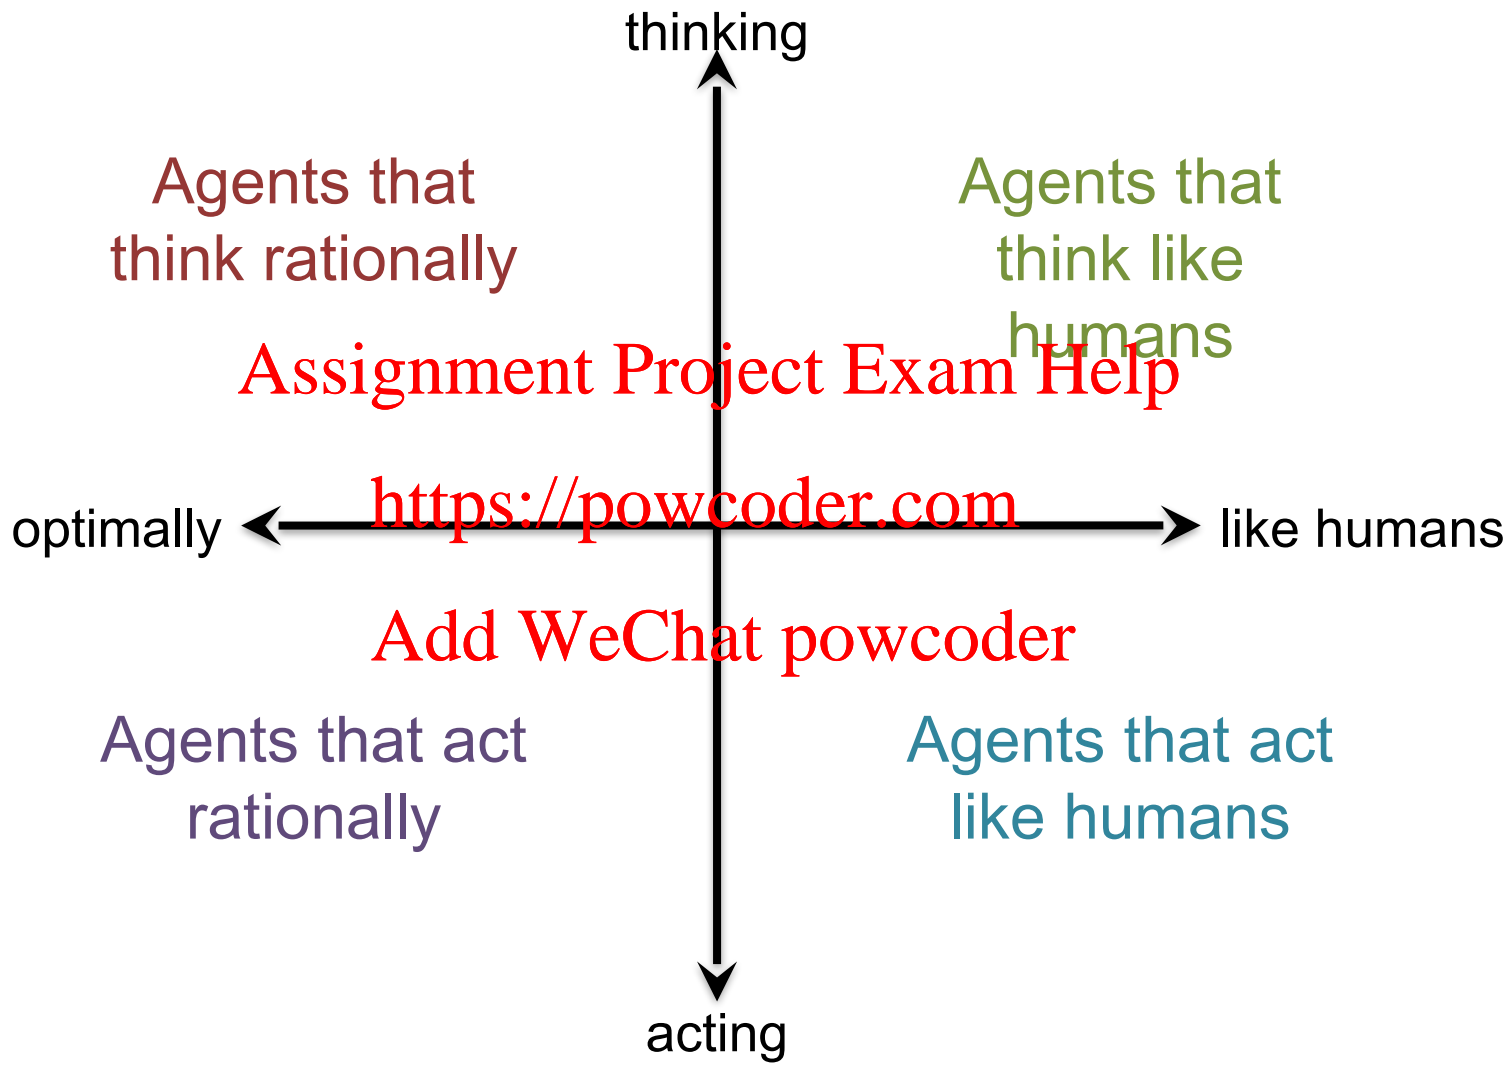 thinking
Agents that
think rationally
Agents that
think like
humans
Assignment Project Exam Help
https://powcoder.com
optimally
like humans
Add WeChat powcoder
Agents that act
rationally
Agents that act
like humans
acting